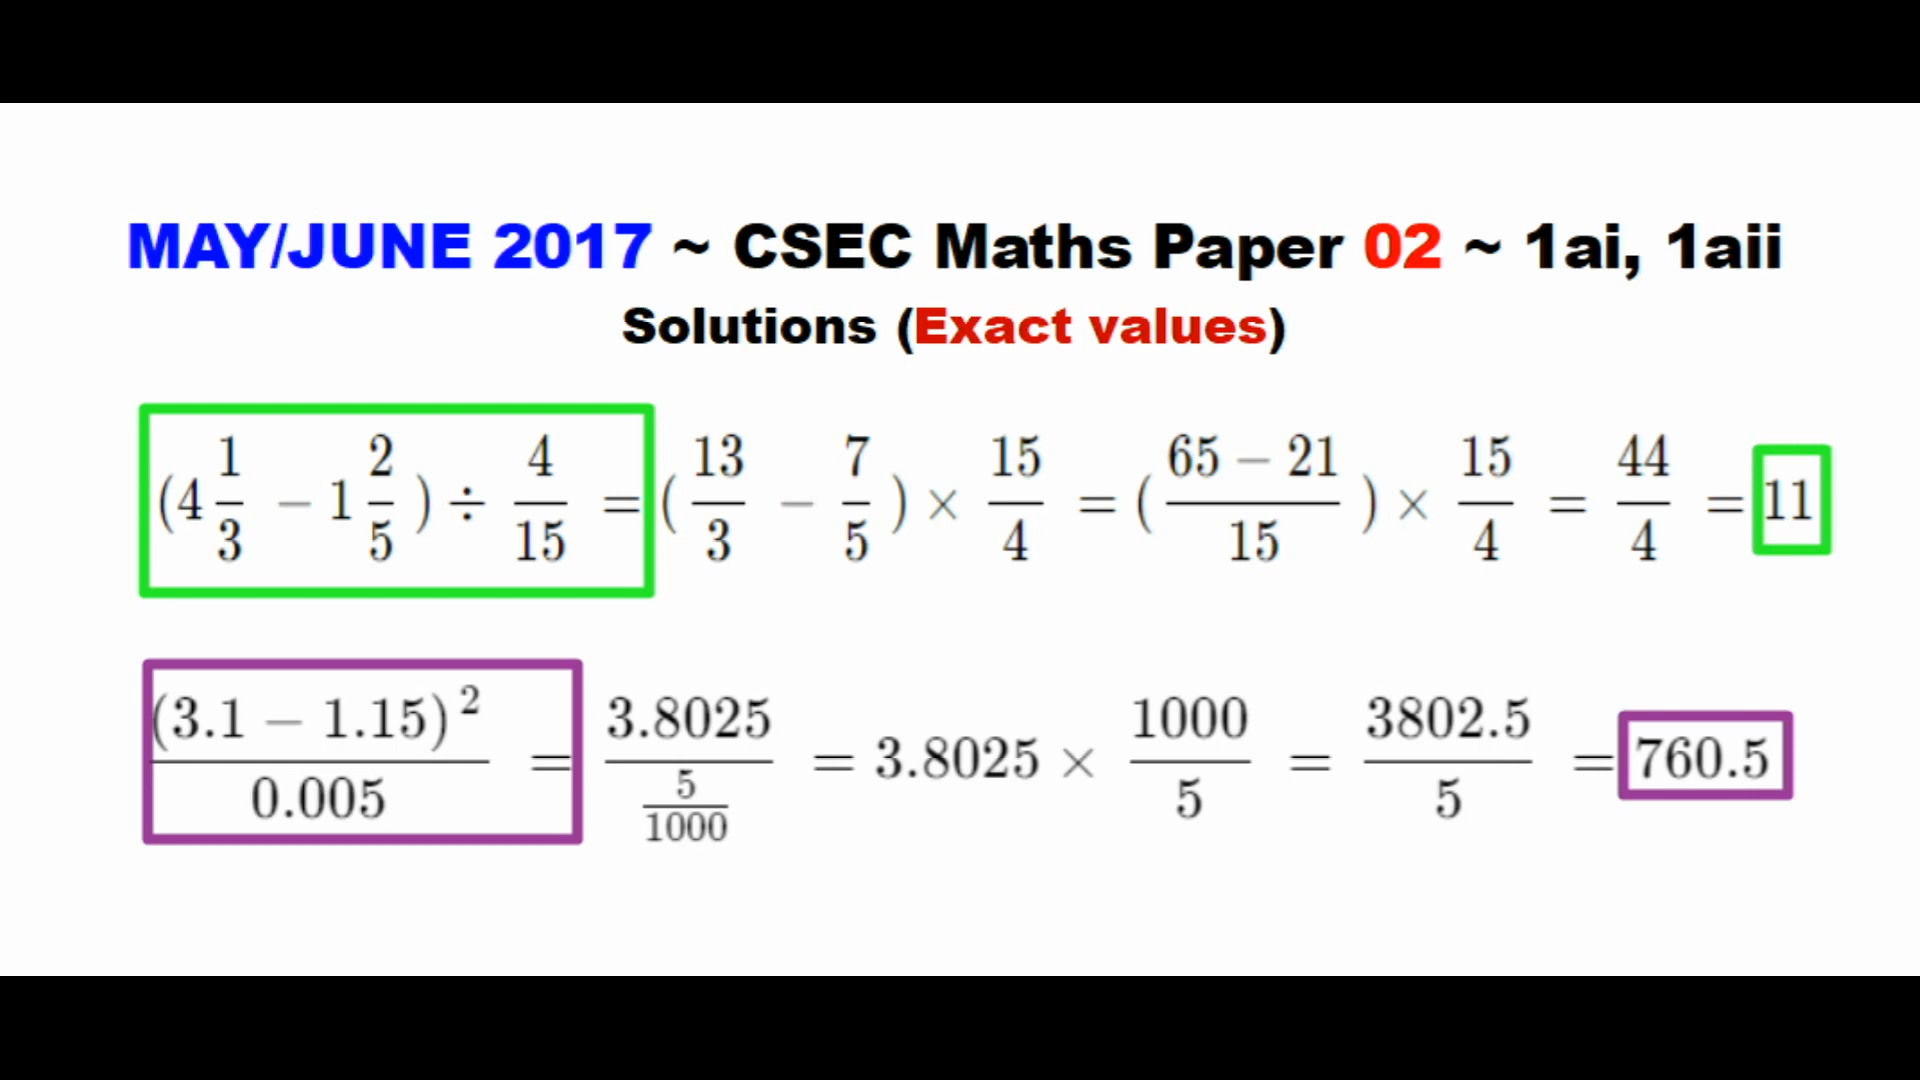 MAY/JUNE 2017 ~ CSEC Maths Paper 02 ~ 1ai, 1aii
Solutions (Exact values)
(4 1/3 − 1 2/5) ÷ 4/15 = (13/3 − 7/5) × 15/4 = ((65 − 21)/15) × 15/4 = 44/4 = 11
(3.1 − 1.15)²/0.005 = 3.8025/(5/1000) = 3.8025 × 1000/5 = 3802.5/5 = 760.5